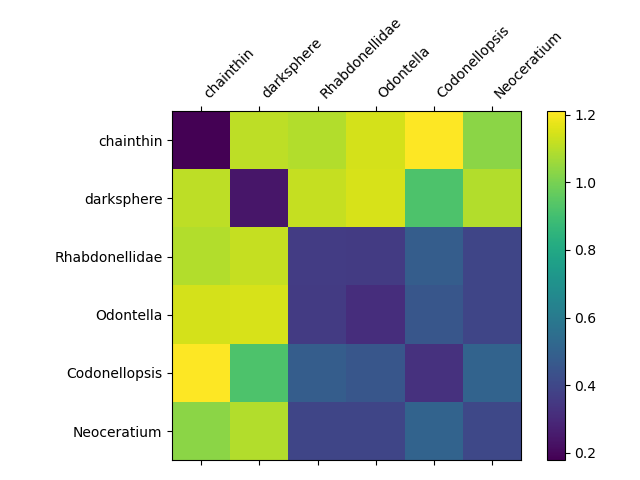 chainthin
darksphere
Rhabdonellidae
Odontella
Codonellopsis
Neoceratium
chainthin
darksphere
Rhabdonellidae
Odontella
Codonellopsis
Neoceratium
1.2
1.0
0.8
0.6
0.4
0.2